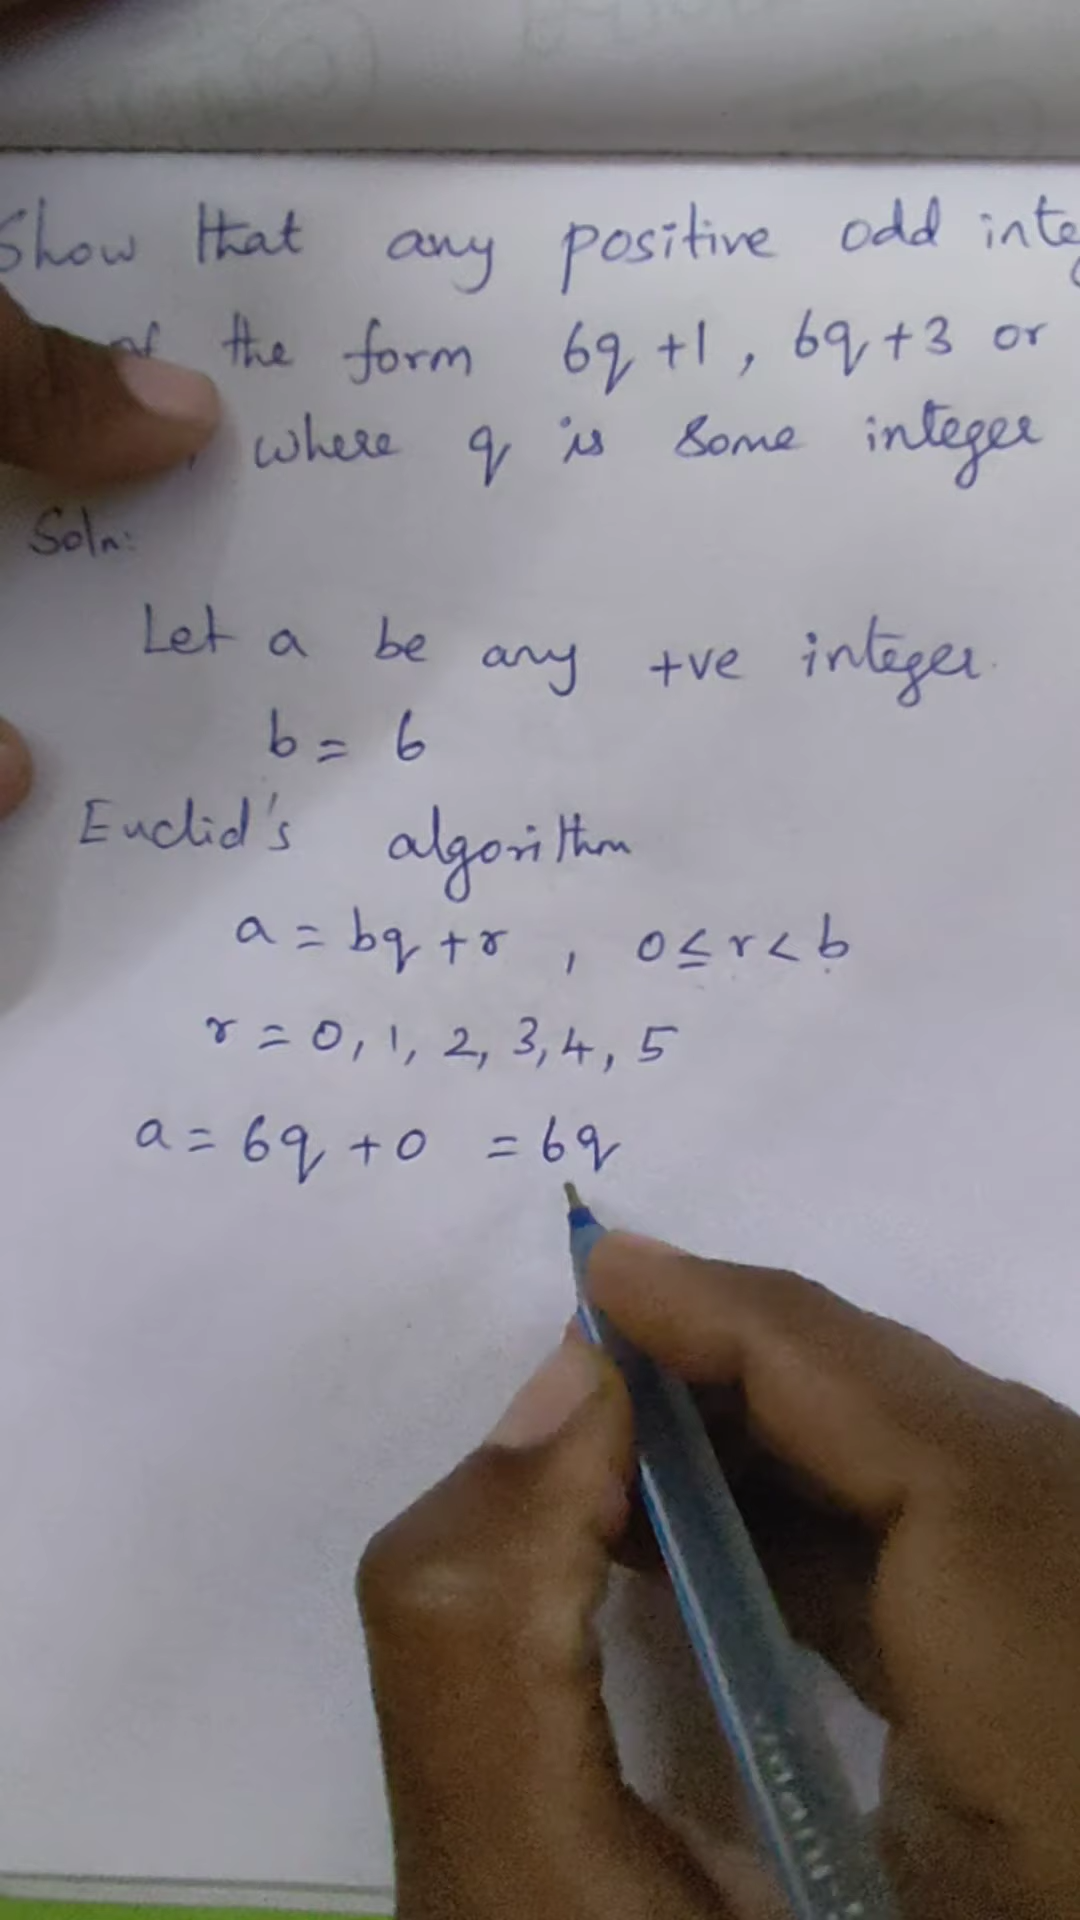 Show that any positive odd
of the form 6q +1, 6q +3 or
where q is some integer
Soln:
Let a be any +ve integer.
b = 6
Euclid's algorithm
a = bq + r , 0 ≤ r < b
r = 0, 1, 2, 3, 4, 5
a = 6q + 0 = 6q